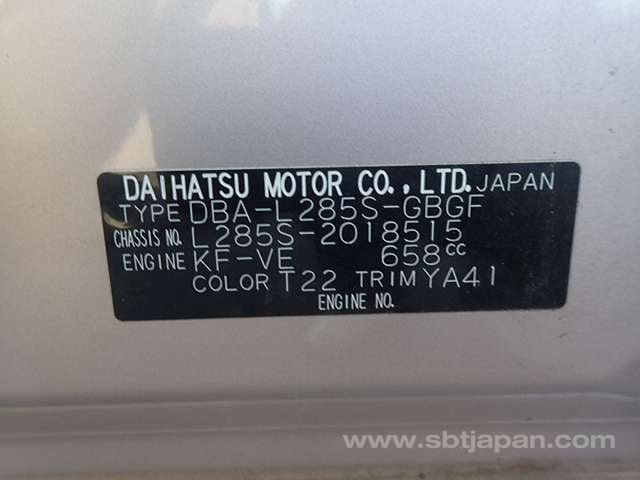 DAIHATSU MOTOR CO., LTD. JAPAN
TYPE DBA-L285S-GBGF
CHASSIS NO. L285S-2018515
ENGINE KF-VE 658cc
COLOR T22 TRIM YA41
ENGINE NO.
www.sbtjapan.com